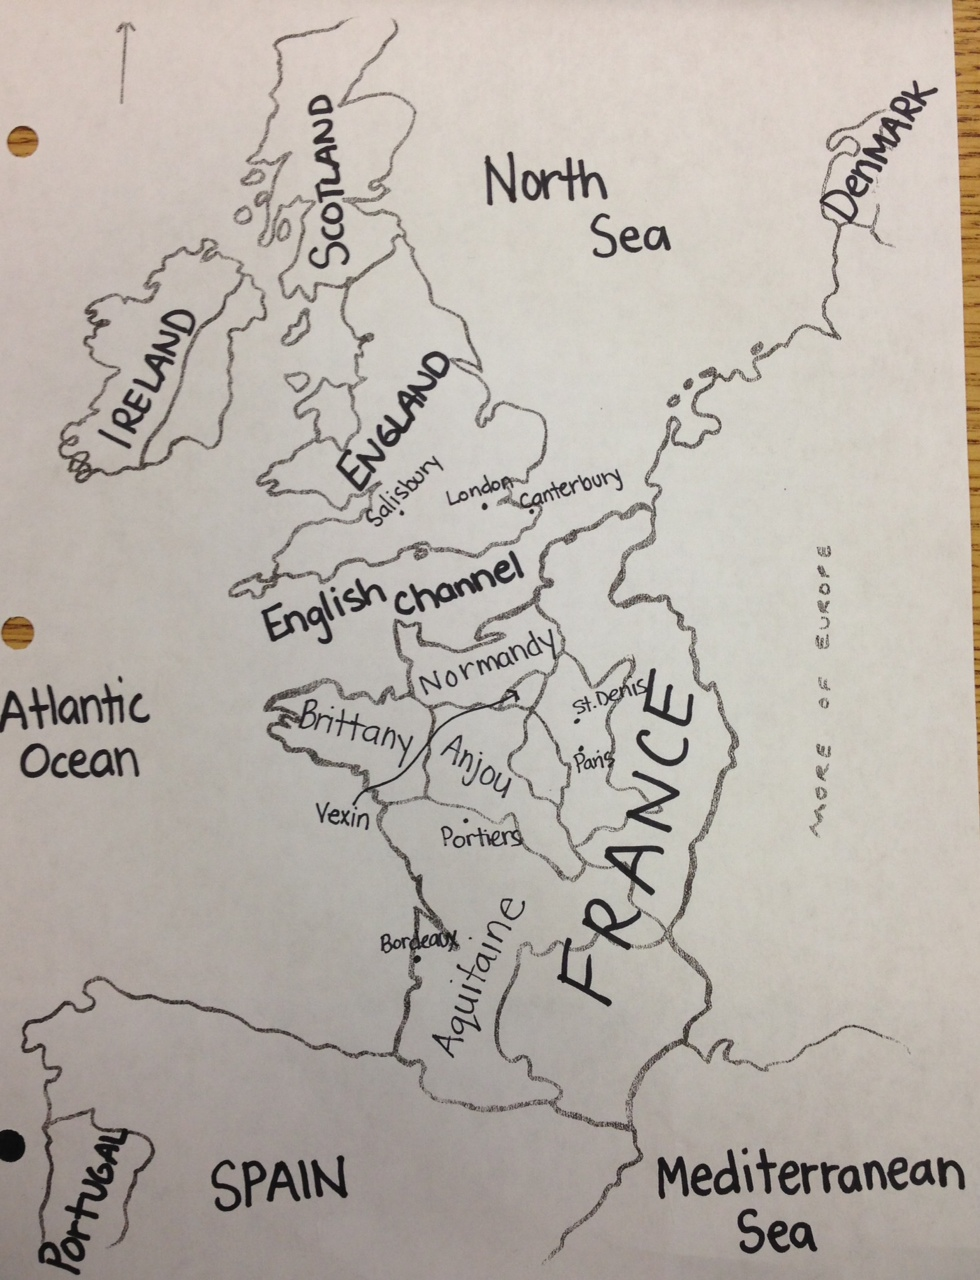 SCOTLAND
DENMARK
North
Sea
IRELAND
ENGLAND
Salisbury
London
Canterbury
English Channel
Normandy
Atlantic
Ocean
Brittany
St. Denis
Anjou
Paris
Vexin
Portiers
FRANCE
MORE OF EUROPE
Bordeaux
Aquitaine
PORTUGAL
SPAIN
Mediterranean
Sea